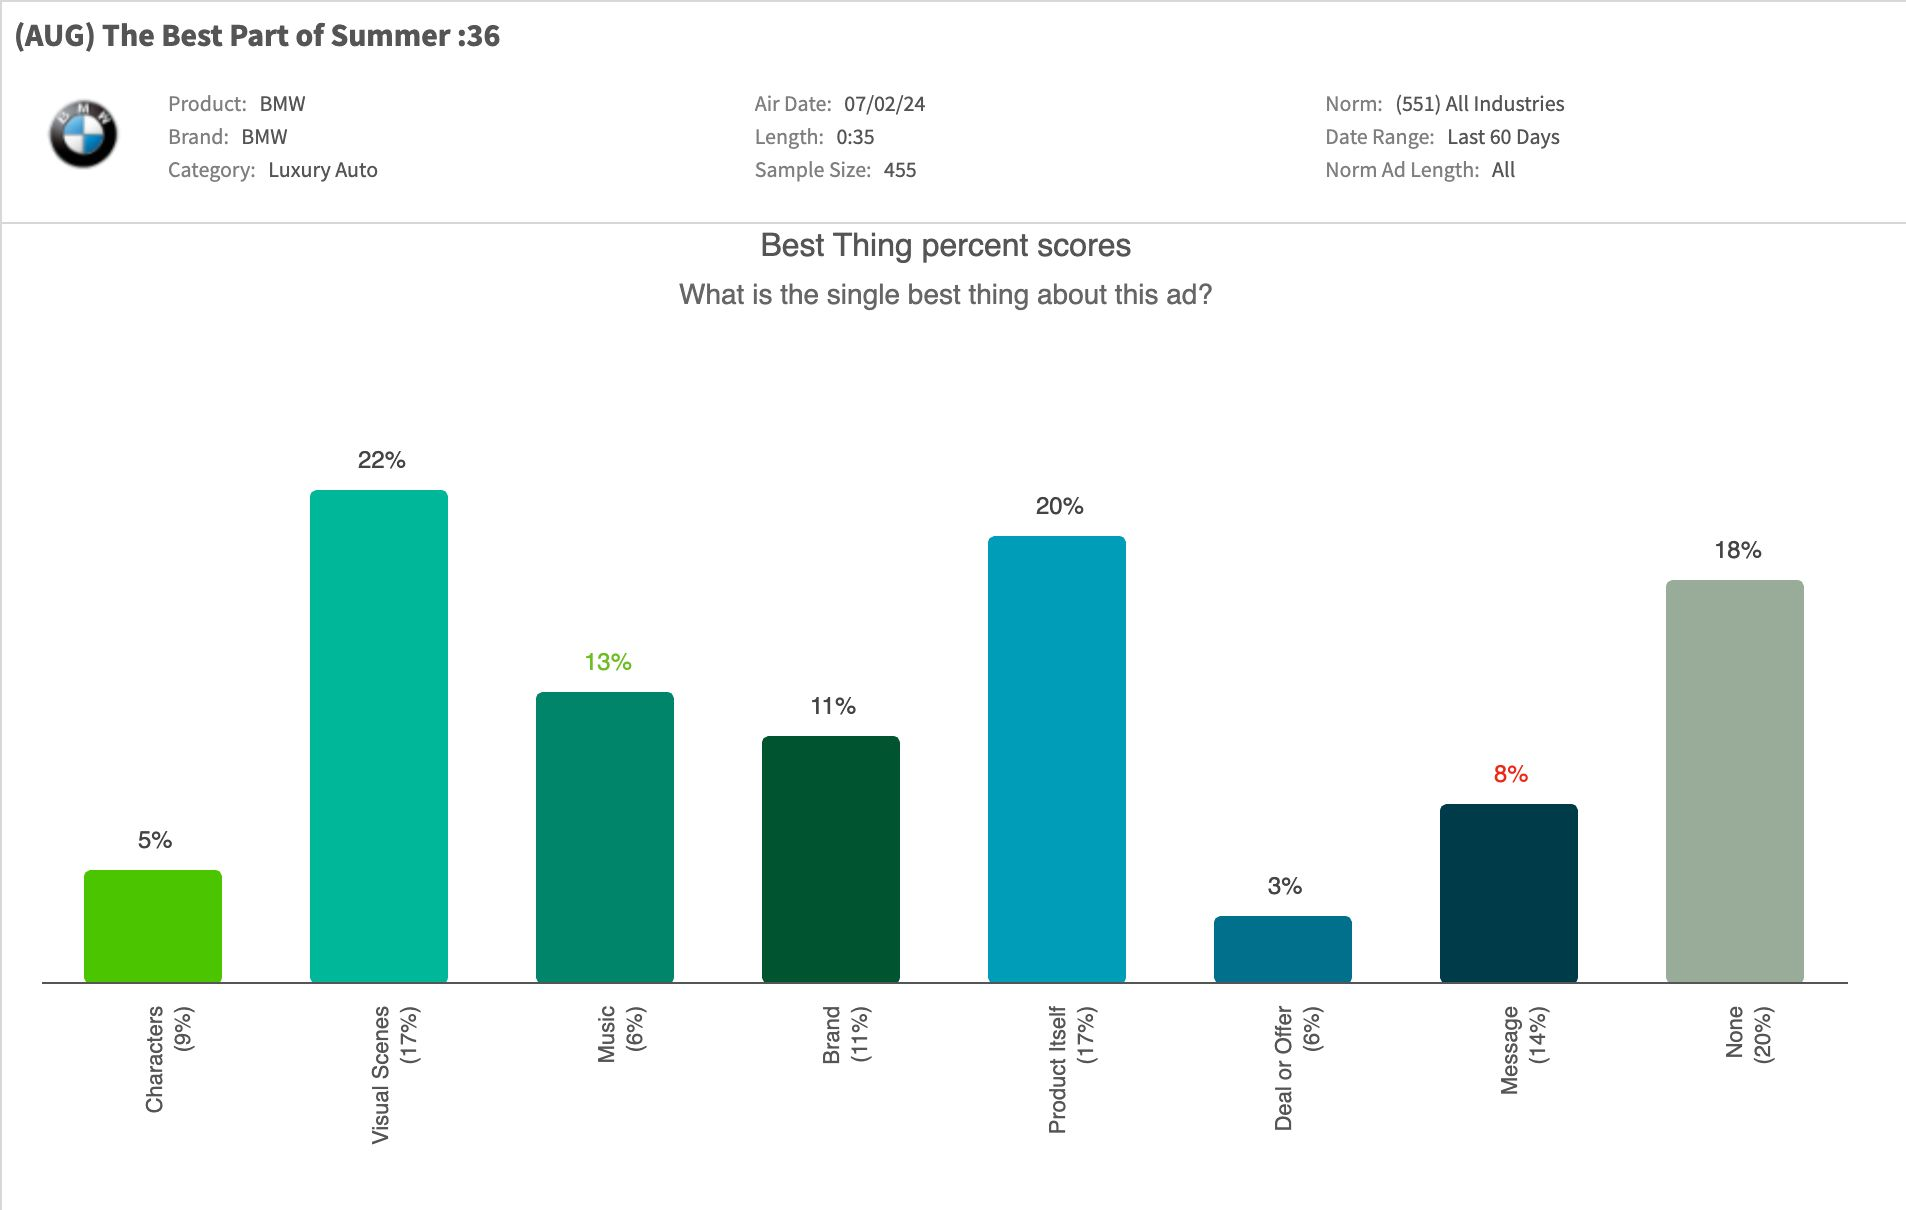 (AUG) The Best Part of Summer :36
BMW
Product: BMW
Brand: BMW
Category: Luxury Auto
Air Date: 07/02/24
Length: 0:35
Sample Size: 455
Norm: (551) All Industries
Date Range: Last 60 Days
Norm Ad Length: All
Best Thing percent scores
What is the single best thing about this ad?
5%
22%
13%
11%
20%
3%
8%
18%
Characters
(9%)
Visual Scenes
(17%)
Music
(6%)
Brand
(11%)
Product Itself
(17%)
Deal or Offer
(6%)
Message
(14%)
None
(20%)